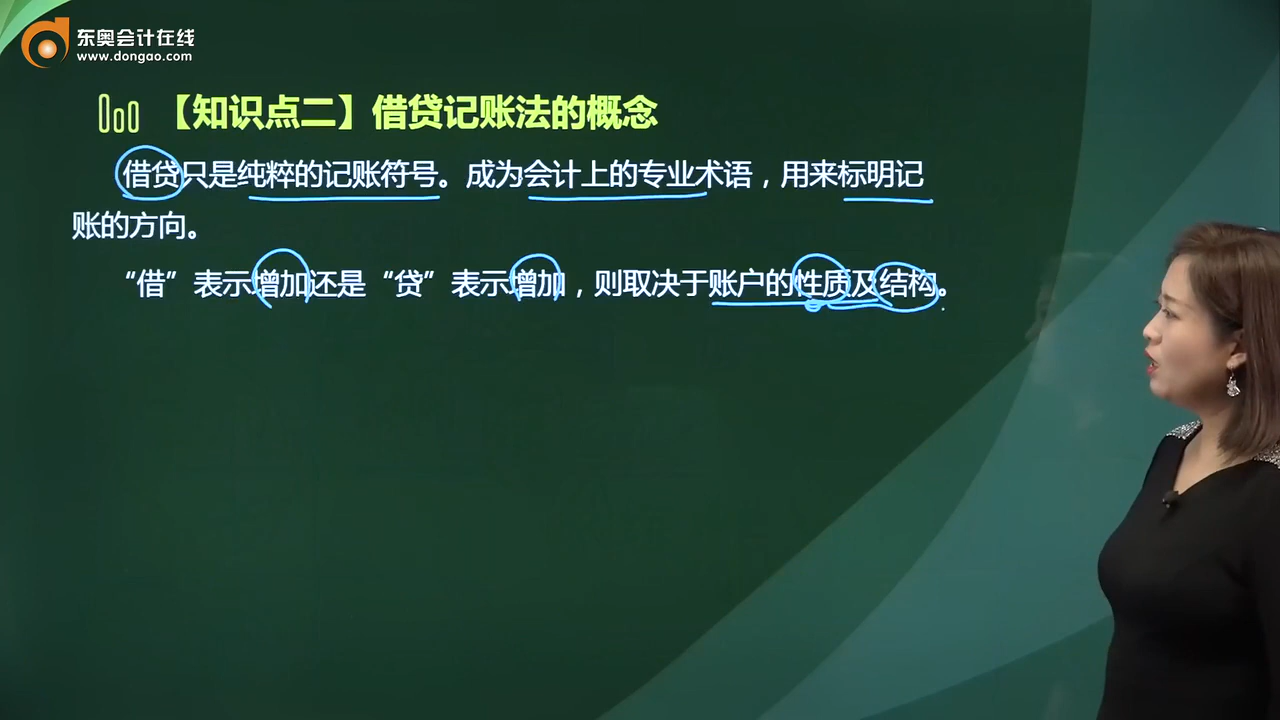 东奥会计在线
www.dongao.com
【知识点二】借贷记账法的概念
借贷只是纯粹的记账符号。成为会计上的专业术语，用来标明记
账的方向。
“借”表示增加还是“贷”表示增加，则取决于账户的性质及结构。